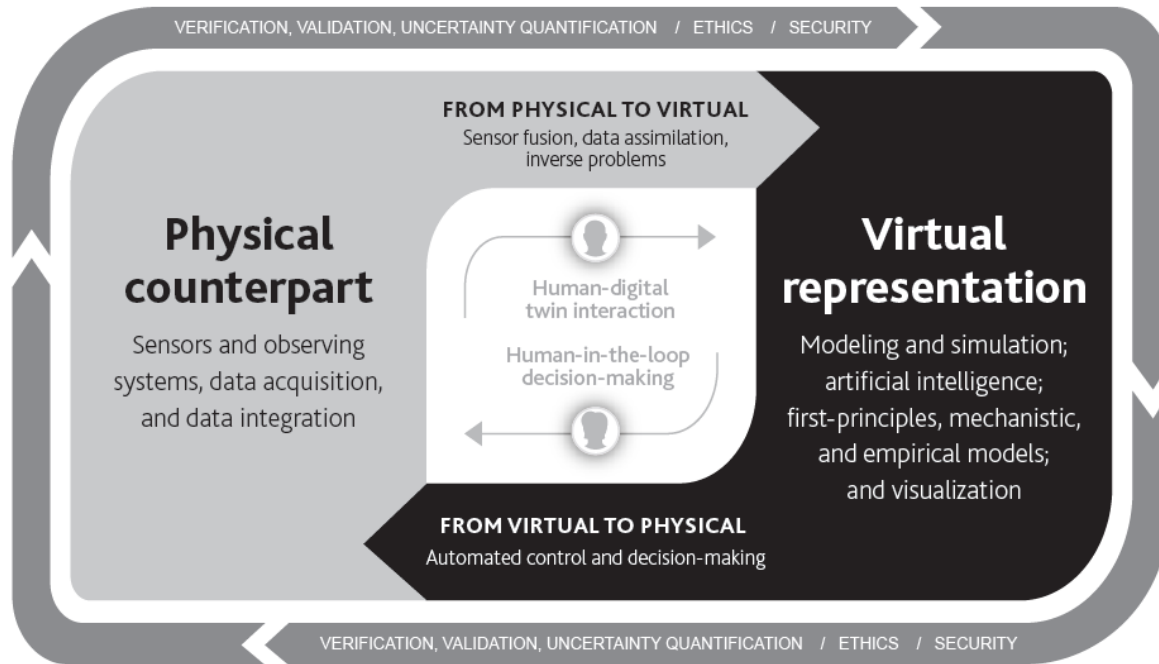 VERIFICATION, VALIDATION, UNCERTAINTY QUANTIFICATION / ETHICS / SECURITY
FROM PHYSICAL TO VIRTUAL
Sensor fusion, data assimilation,
inverse problems
Physical
counterpart
Sensors and observing
systems, data acquisition,
and data integration
Human-digital
twin interaction
Human-in-the-loop
decision-making
Virtual
representation
Modeling and simulation;
artificial intelligence;
first-principles, mechanistic,
and empirical models;
and visualization
FROM VIRTUAL TO PHYSICAL
Automated control and decision-making
VERIFICATION, VALIDATION, UNCERTAINTY QUANTIFICATION / ETHICS / SECURITY